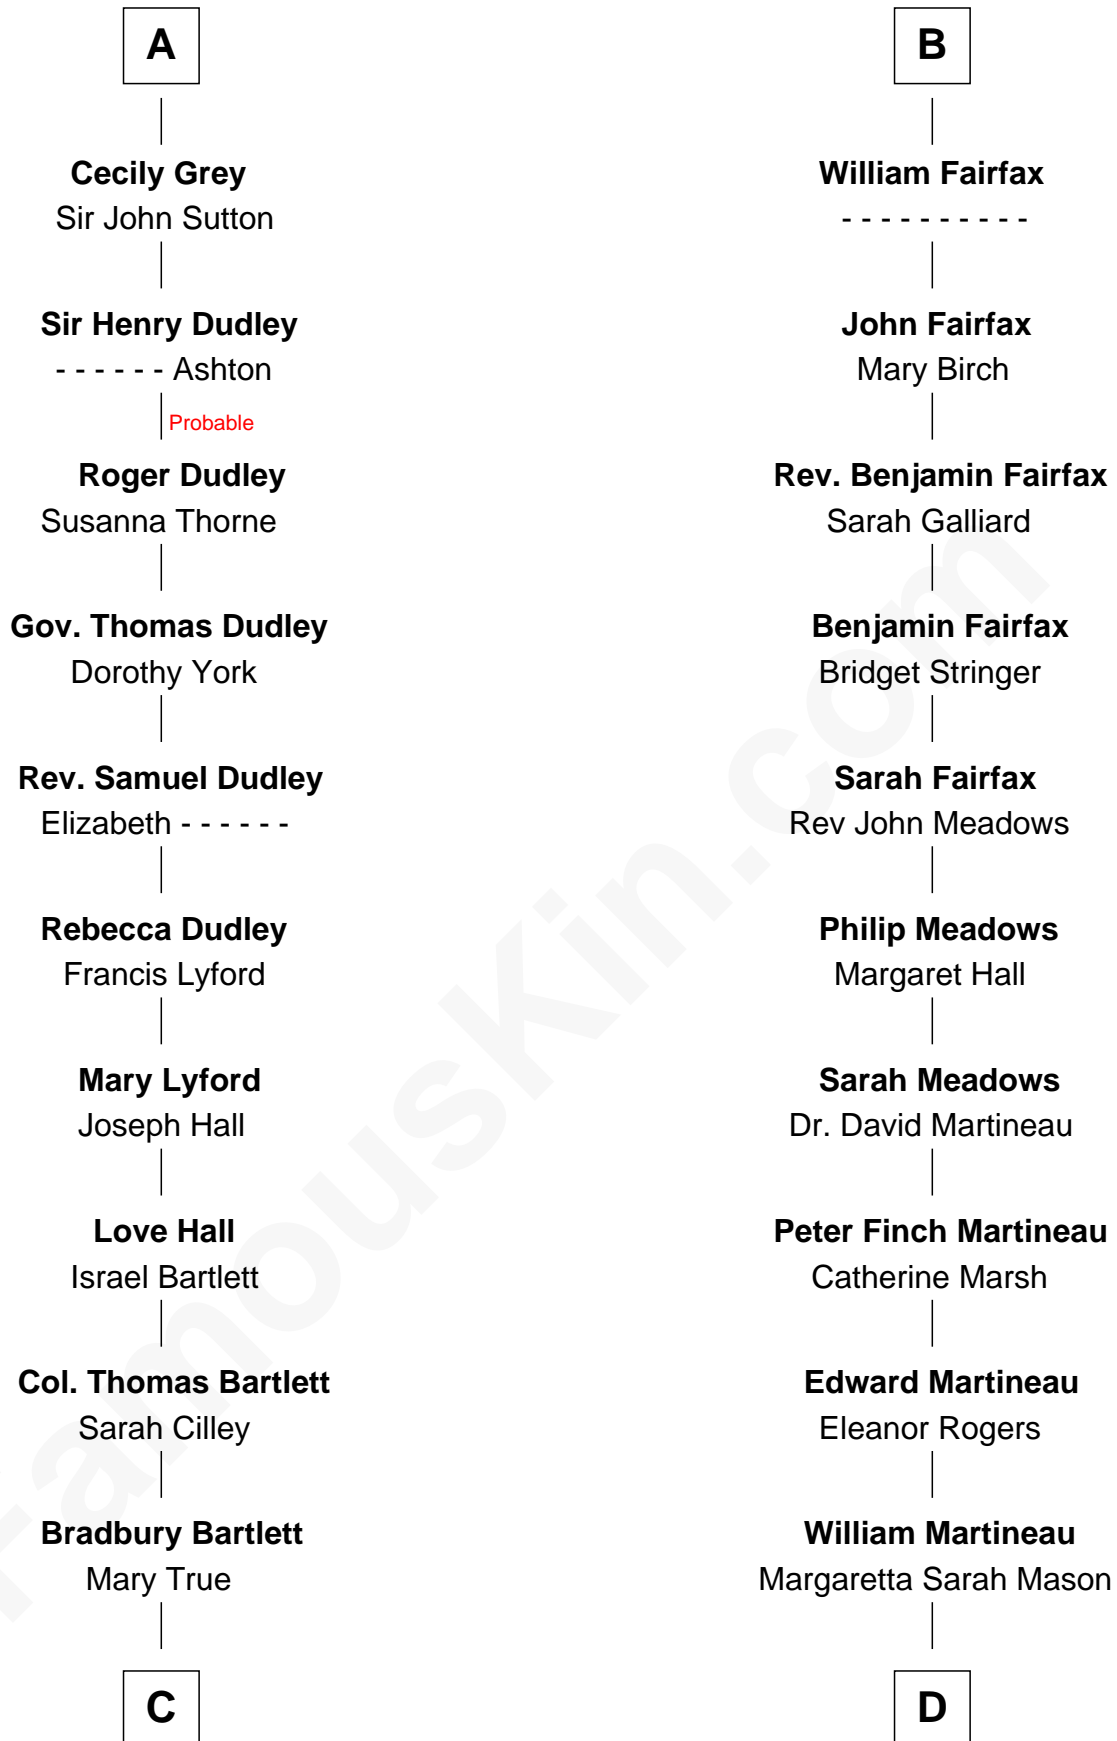 A
Cecily Grey
Sir John Sutton
Sir Henry Dudley
- - - - - - Ashton
Probable
Roger Dudley
Susanna Thorne
Gov. Thomas Dudley
Dorothy York
Rev. Samuel Dudley
Elizabeth - - - - - -
Rebecca Dudley
Francis Lyford
Mary Lyford
Joseph Hall
Love Hall
Israel Bartlett
Col. Thomas Bartlett
Sarah Cilley
Bradbury Bartlett
Mary True
C
B
William Fairfax
- - - - - - - - - -
John Fairfax
Mary Birch
Rev. Benjamin Fairfax
Sarah Galliard
Benjamin Fairfax
Bridget Stringer
Sarah Fairfax
Rev John Meadows
Philip Meadows
Margaret Hall
Sarah Meadows
Dr. David Martineau
Peter Finch Martineau
Catherine Marsh
Edward Martineau
Eleanor Rogers
William Martineau
Margaretta Sarah Mason
D
FamousKin.com